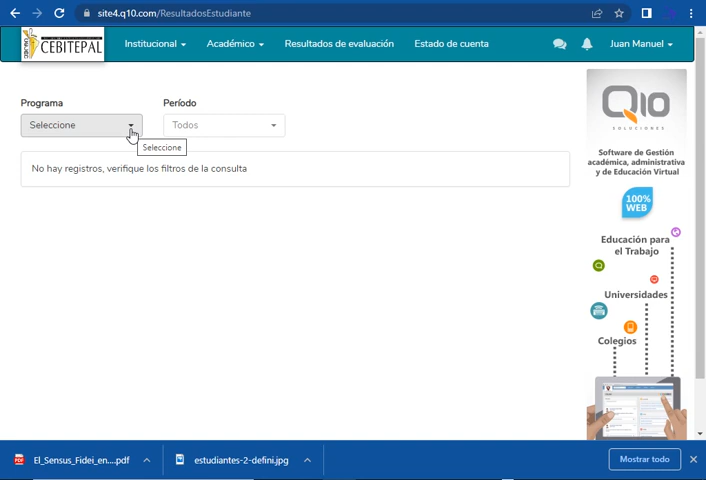 site4.q10.com/ResultadosEstudiante
CEBITEPAL
Institucional
Académico
Resultados de evaluación
Estado de cuenta
Juan Manuel
Programa
Período
Seleccione
Todos
Seleccione
No hay registros, verifique los filtros de la consulta
Q10
SOLUCIONES
Software de Gestión
académica, administrativa
y de Educación Virtual
100%
WEB
Educación para
el Trabajo
Universidades
Colegios
El_Sensus_Fidei_en....pdf
estudiantes-2-defini.jpg
Mostrar todo